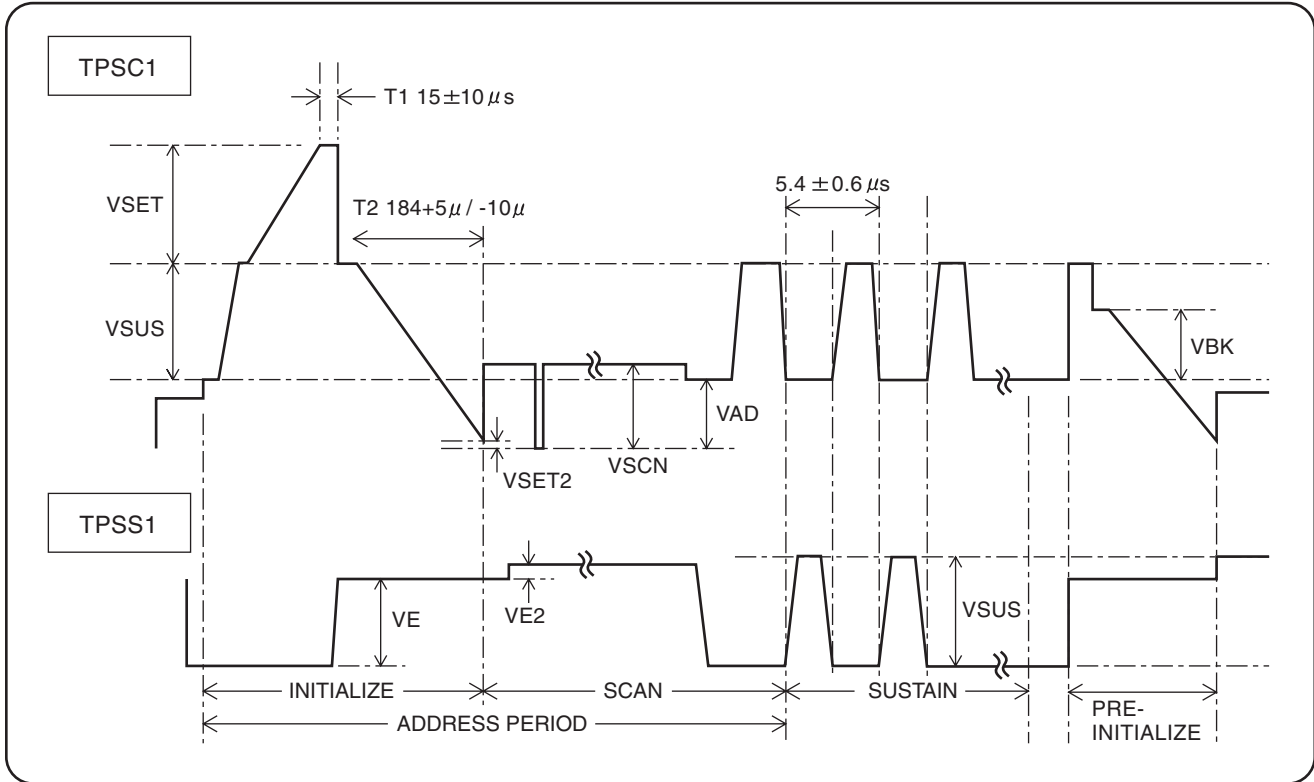 TPSC1
T1 15±10μs
VSET
T2 184+5μ / -10μ
5.4 ±0.6μs
VSUS
VBK
VAD
VSCN
VSET2
TPSS1
VE
VE2
VSUS
INITIALIZE
SCAN
SUSTAIN
ADDRESS PERIOD
PRE-
INITIALIZE